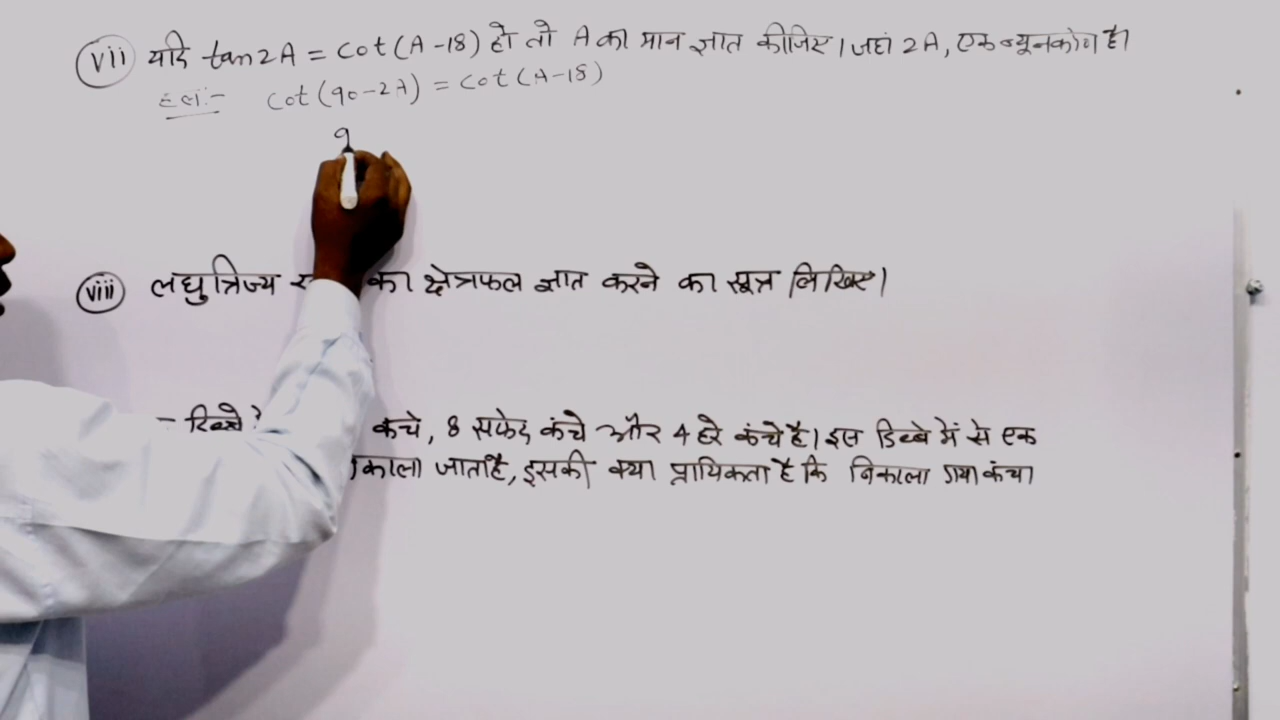 (vii) यदि tan2A = cot(A-18) हो तो A का मान ज्ञात कीजिए। जहां 2A, एक न्यूनकोण है।
हल:- cot(90-2A) = cot(A-18)
9
(viii) लघु त्रिज्य का क्षेत्रफल ज्ञात करने का सूत्र लिखिए।
कंचे, 8 सफेद कंचे और 4 हरे कंचे है। इस डिब्बे में से एक
जाता है, इसकी क्या प्रायिकता है कि निकाला गया कंचा